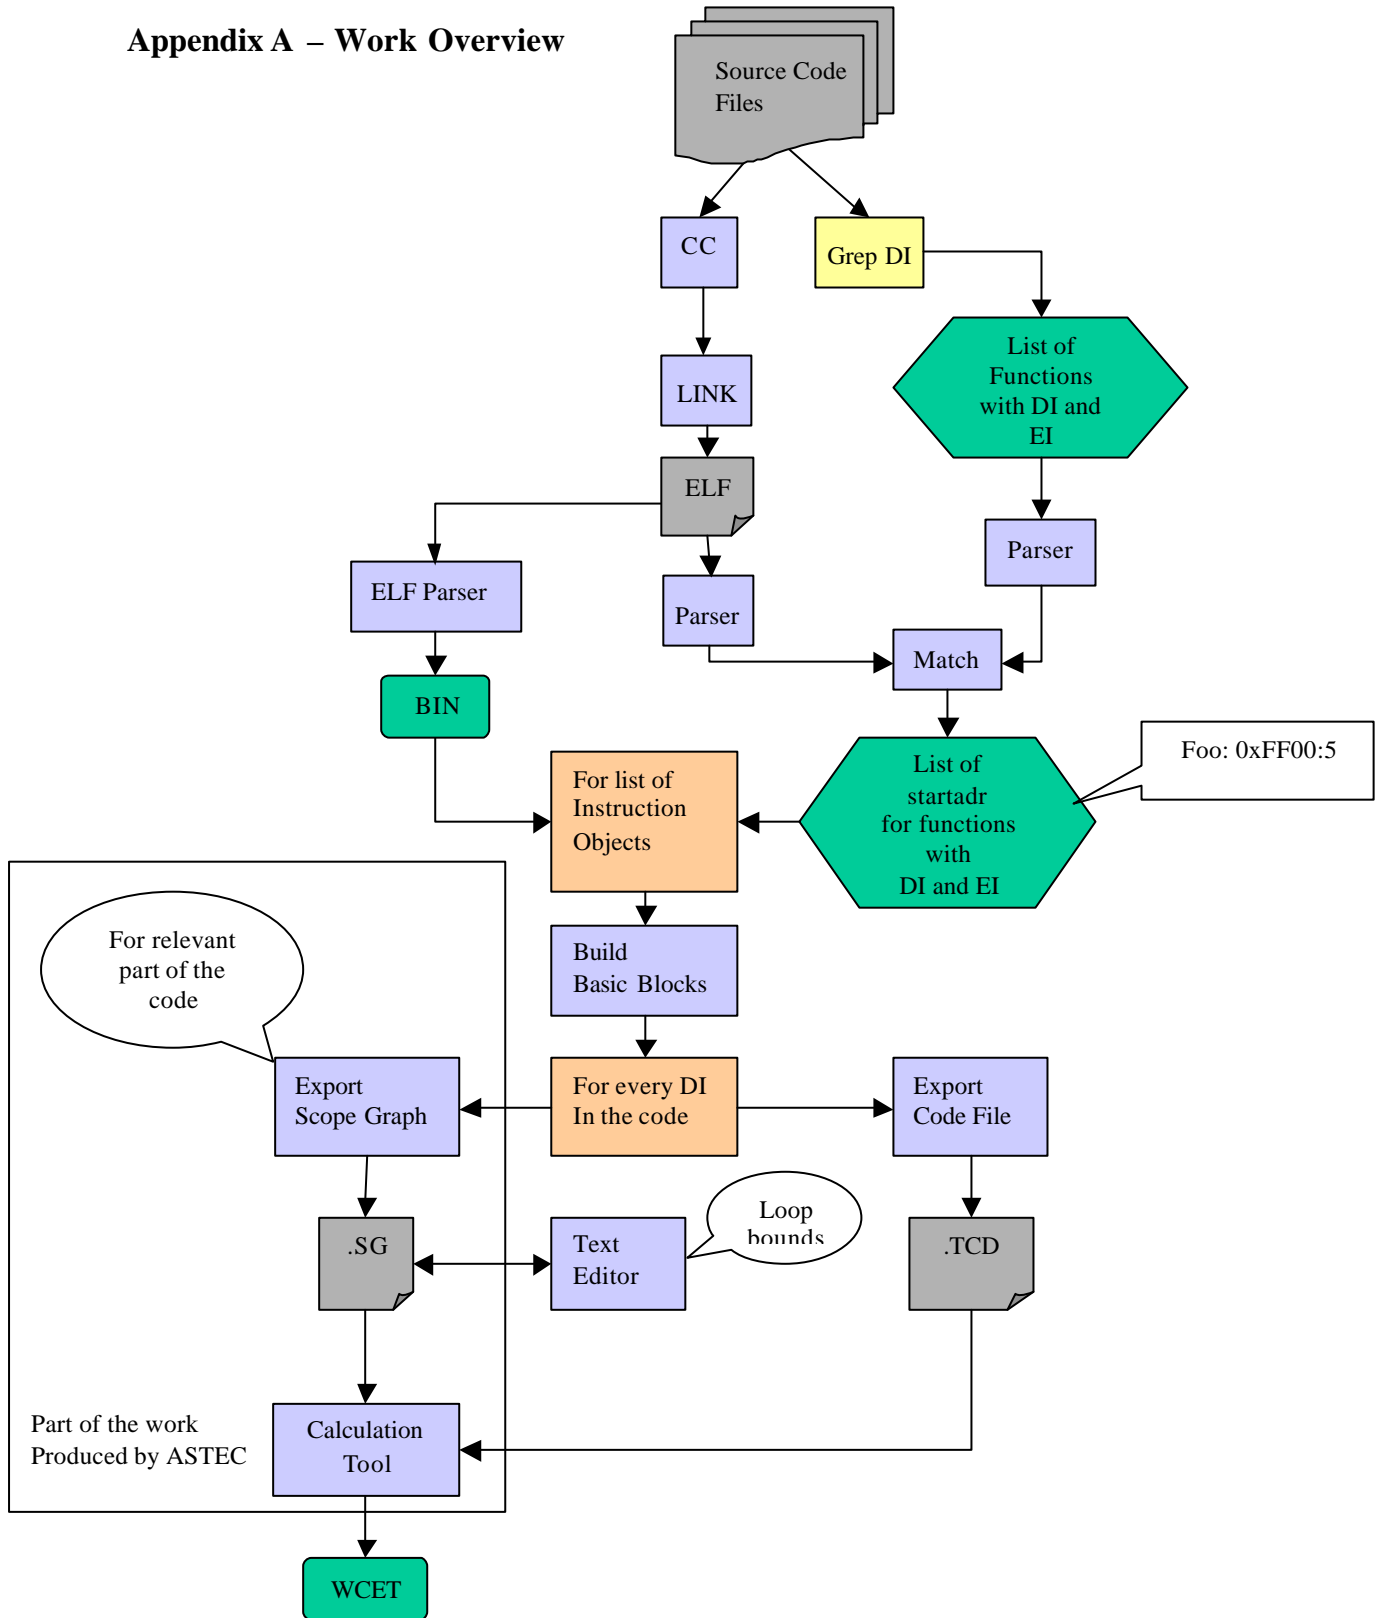 Appendix A – Work Overview
Source Code
Files
CC
Grep DI
LINK
List of
Functions
with DI and
EI
ELF
Parser
ELF Parser
Parser
Match
BIN
Foo: 0xFF00:5
For list of
Instruction
Objects
List of
startadr
for functions
with
DI and EI
For relevant
part of the
code
Build
Basic Blocks
Export
Scope Graph
For every DI
In the code
Export
Code File
.SG
Text
Editor
Loop
bounds
.TCD
Part of the work
Produced by ASTEC
Calculation
Tool
WCET